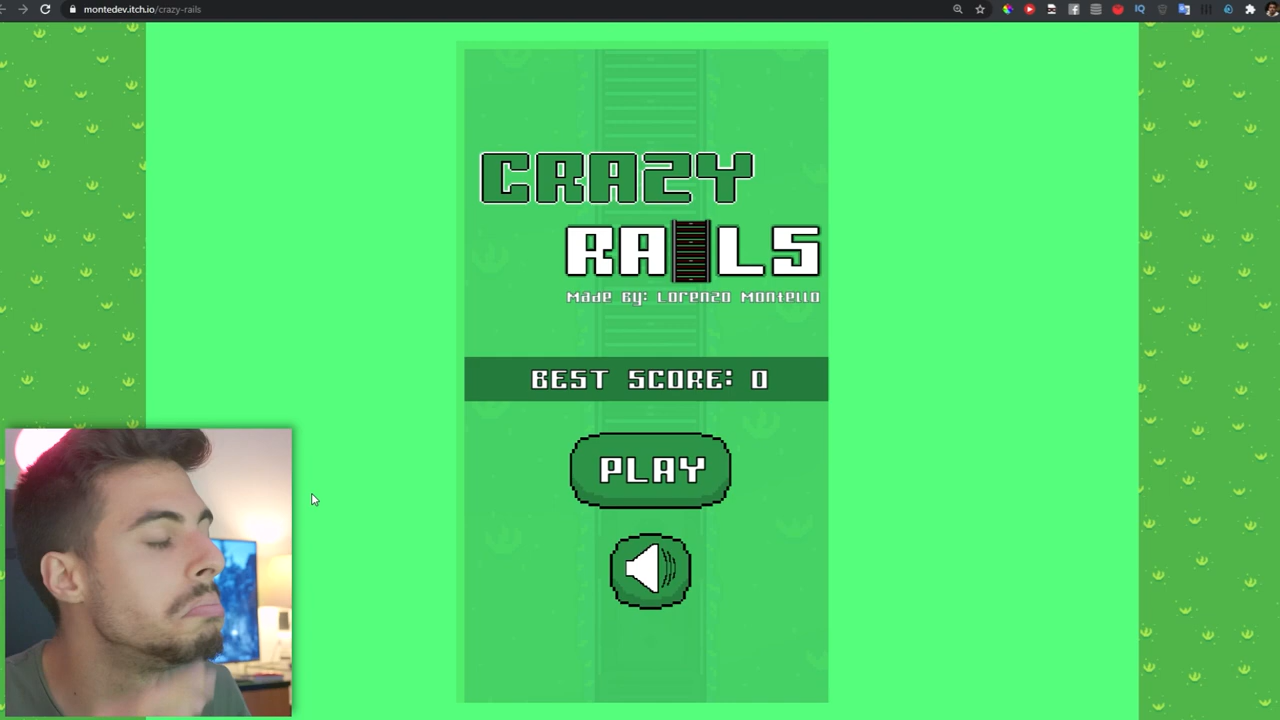 montedev.itch.io/crazy-rails
CRAZY
RAILS
Made By: Lorenzo Montello
BEST SCORE: 0
PLAY